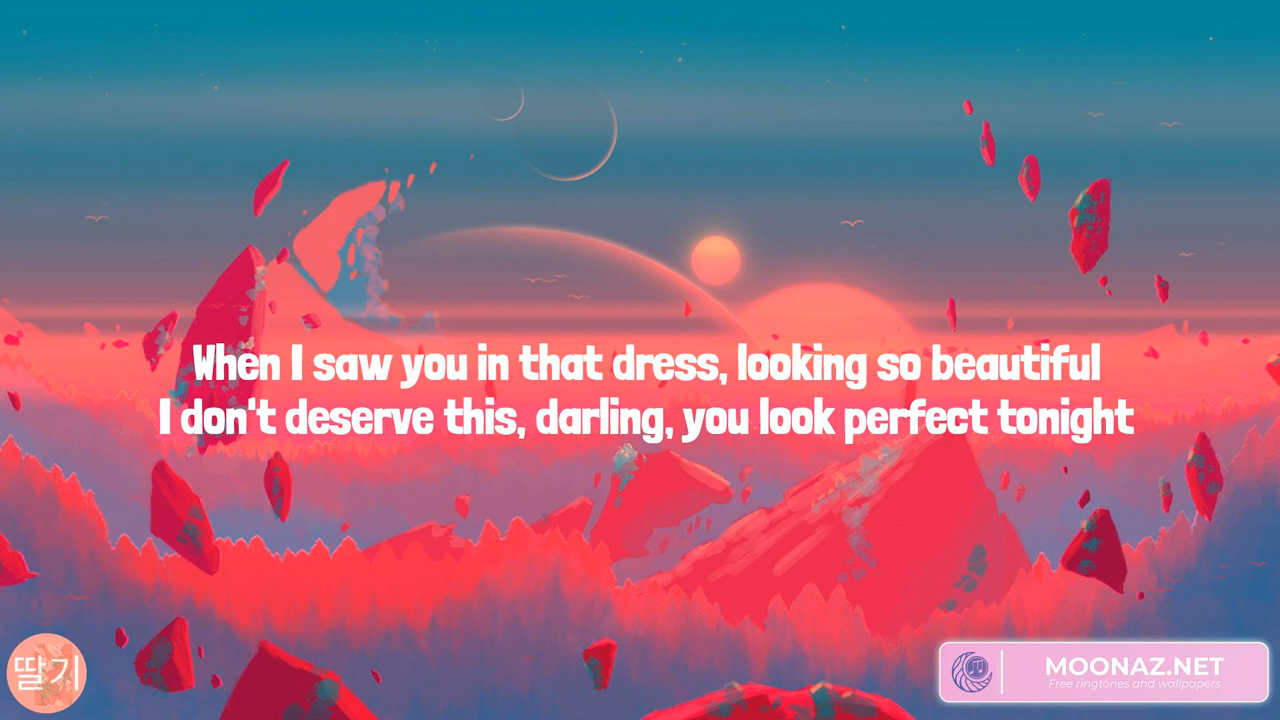 When I saw you in that dress, looking so beautiful
I don't deserve this, darling, you look perfect tonight
딸기
MOONAZ.NET
Free ringtones and wallpapers